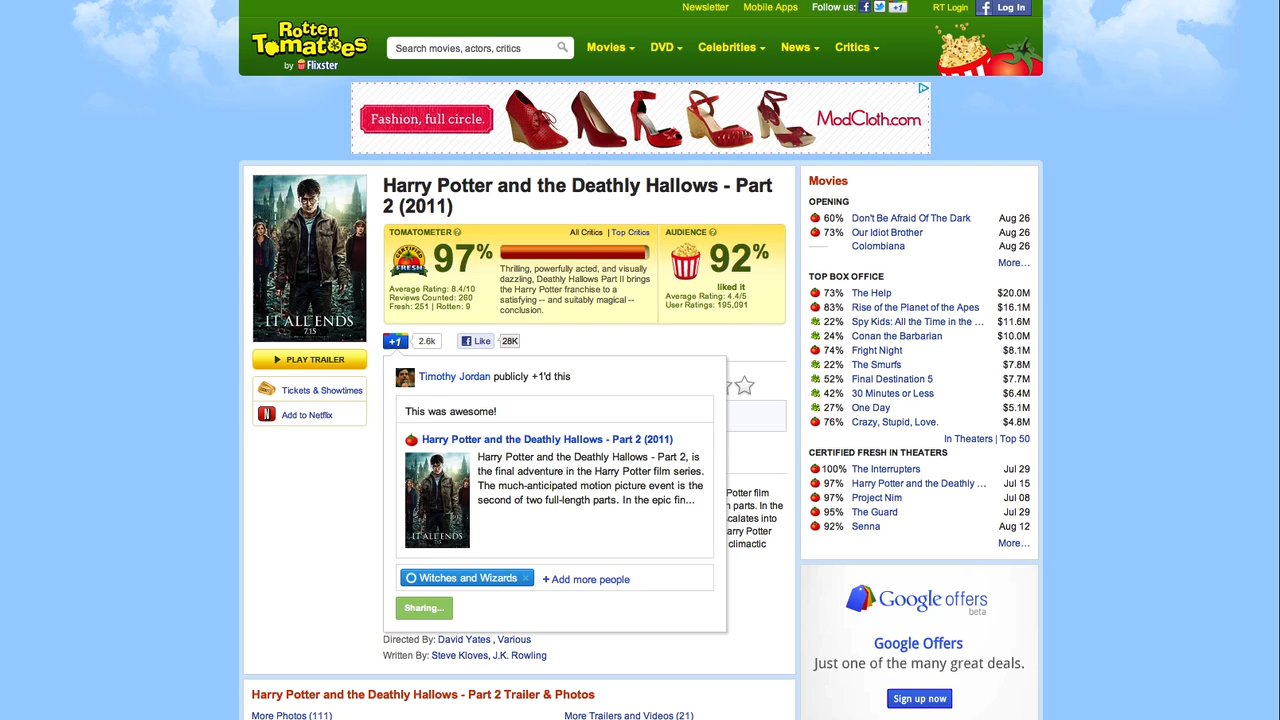 Newsletter Mobile Apps Follow us: +1 RT Login Log In
Rotten
Tomatoes
by Flixster
Search movies, actors, critics
Movies DVD Celebrities News Critics
Fashion, full circle.
ModCloth.com
Harry Potter and the Deathly Hallows - Part
2 (2011)
TOMATOMETER ?
All Critics | Top Critics
CERTIFIED
FRESH
97%
Thrilling, powerfully acted, and visually
dazzling, Deathly Hallows Part II brings
the Harry Potter franchise to a
satisfying -- and suitably magical --
conclusion.
Average Rating: 8.4/10
Reviews Counted: 260
Fresh: 251 | Rotten: 9
AUDIENCE ?
92%
liked it
Average Rating: 4.4/5
User Ratings: 195,091
IT ALL ENDS
7.15
PLAY TRAILER
Tickets & Showtimes
N Add to Netflix
+1 2.6k Like 28K
Timothy Jordan publicly +1'd this
This was awesome!
Harry Potter and the Deathly Hallows - Part 2 (2011)
Harry Potter and the Deathly Hallows - Part 2, is
the final adventure in the Harry Potter film series.
The much-anticipated motion picture event is the
second of two full-length parts. In the epic fin...
IT ALL ENDS
Witches and Wizards ×
+ Add more people
Sharing...
Potter film
parts. In the
calates into
arry Potter
climactic
Directed By: David Yates , Various
Written By: Steve Kloves, J.K. Rowling
Harry Potter and the Deathly Hallows - Part 2 Trailer & Photos
More Photos (111)
More Trailers and Videos (21)
Movies
OPENING
60% Don't Be Afraid Of The Dark Aug 26
73% Our Idiot Brother Aug 26
Colombiana Aug 26
More...
TOP BOX OFFICE
73% The Help $20.0M
83% Rise of the Planet of the Apes $16.1M
22% Spy Kids: All the Time in the ... $11.6M
24% Conan the Barbarian $10.0M
74% Fright Night $8.1M
22% The Smurfs $7.8M
52% Final Destination 5 $7.7M
42% 30 Minutes or Less $6.4M
27% One Day $5.1M
76% Crazy, Stupid, Love. $4.8M
In Theaters | Top 50
CERTIFIED FRESH IN THEATERS
100% The Interrupters Jul 29
97% Harry Potter and the Deathly ... Jul 15
97% Project Nim Jul 08
95% The Guard Jul 29
92% Senna Aug 12
More...
Google offers
beta
Google Offers
Just one of the many great deals.
Sign up now